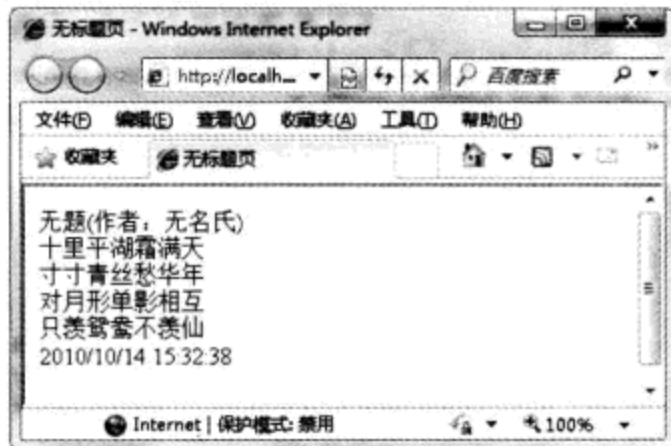 无标题页 - Windows Internet Explorer
http://localh...
百度搜索
文件(F) 编辑(E) 查看(V) 收藏夹(A) 工具(T) 帮助(H)
收藏夹 无标题页
无题(作者：无名氏)
十里平湖霜满天
寸寸青丝愁华年
对月形单影相互
只羡鸳鸯不羡仙
2010/10/14 15:32:38
Internet | 保护模式: 禁用 100%